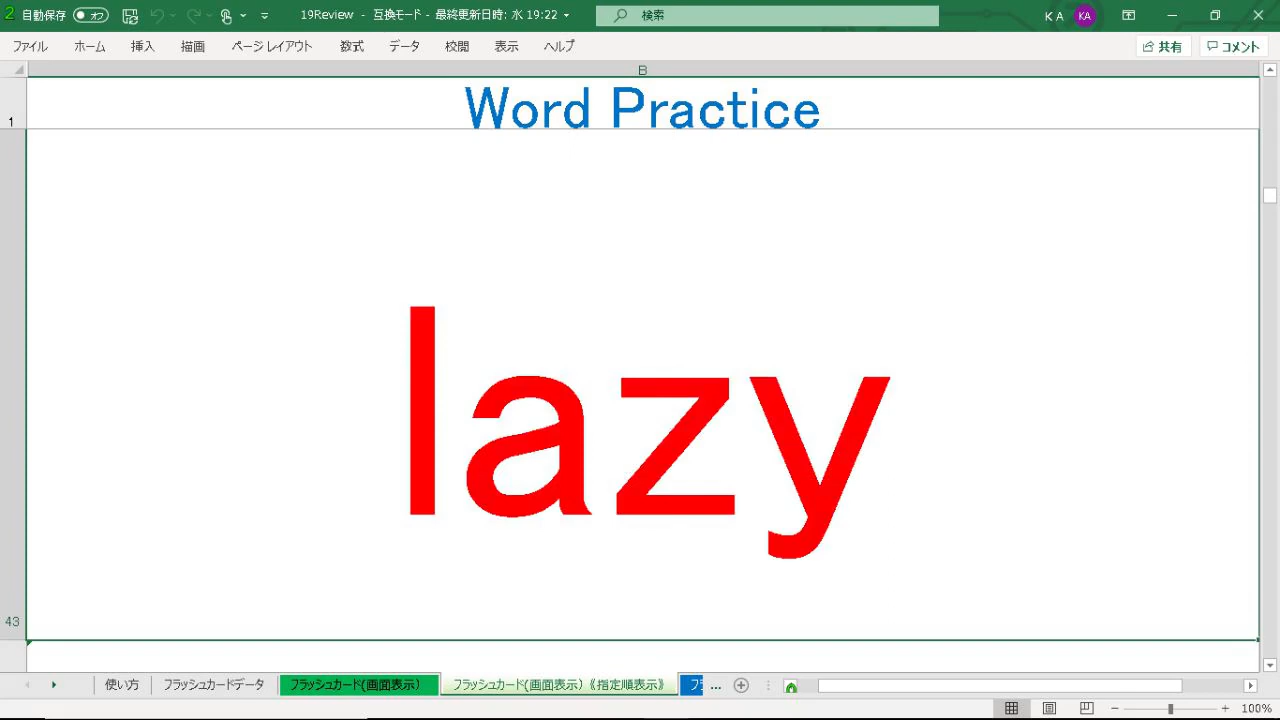 2 自動保存 オフ 19Review - 互換モード - 最終更新日時: 水 19:22 検索 K A KA
ファイル ホーム 挿入 描画 ページ レイアウト 数式 データ 校閲 表示 ヘルプ 共有 コメント
B
1 Word Practice
lazy
43
使い方 フラッシュカードデータ フラッシュカード(画面表示) フラッシュカード(画面表示)《指定順表示》 フラ ...
100%